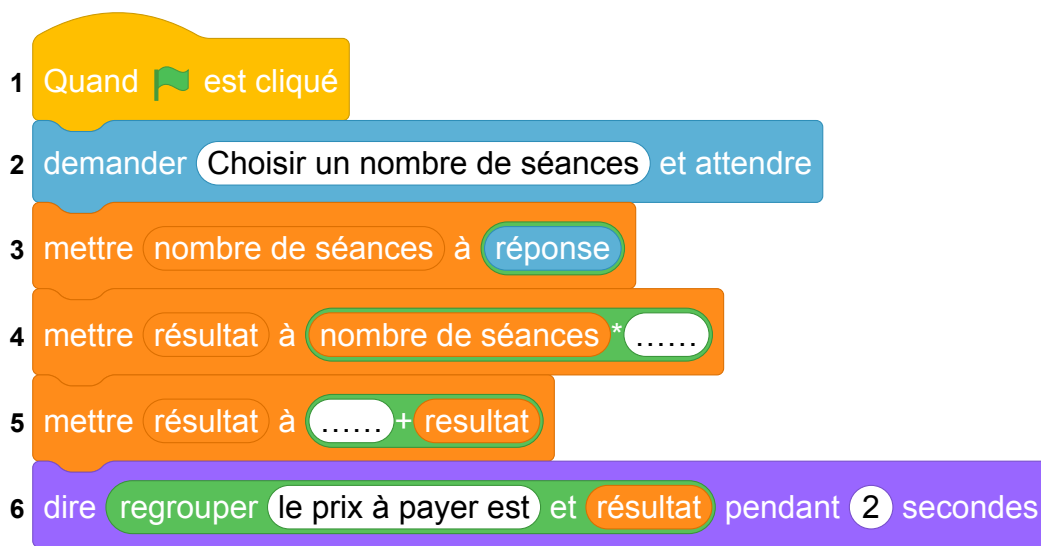 1 Quand est cliqué
2 demander Choisir un nombre de séances et attendre
3 mettre nombre de séances à réponse
4 mettre résultat à nombre de séances * ......
5 mettre résultat à ...... + resultat
6 dire regrouper le prix à payer est et résultat pendant 2 secondes